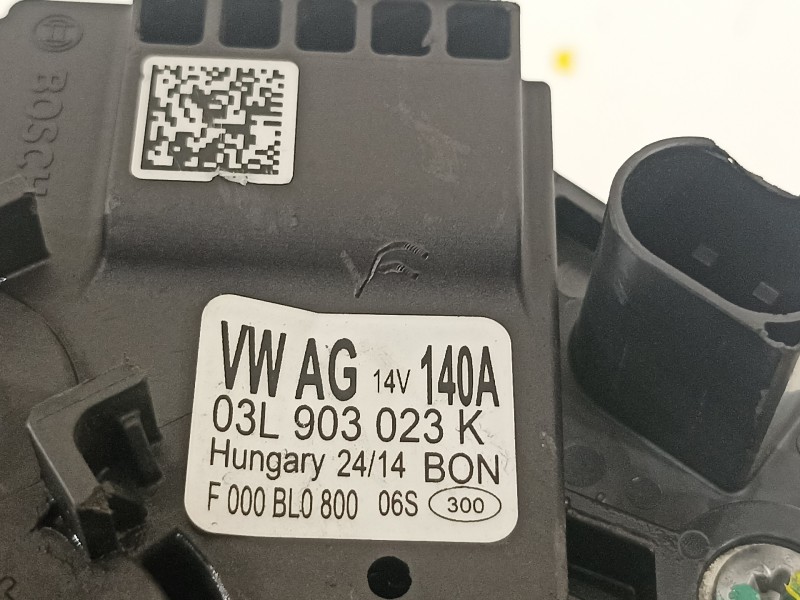 BOSCH
VW AG 14V 140A
03L 903 023 K
Hungary 24/14 BON
F 000 BL0 800 06S 300